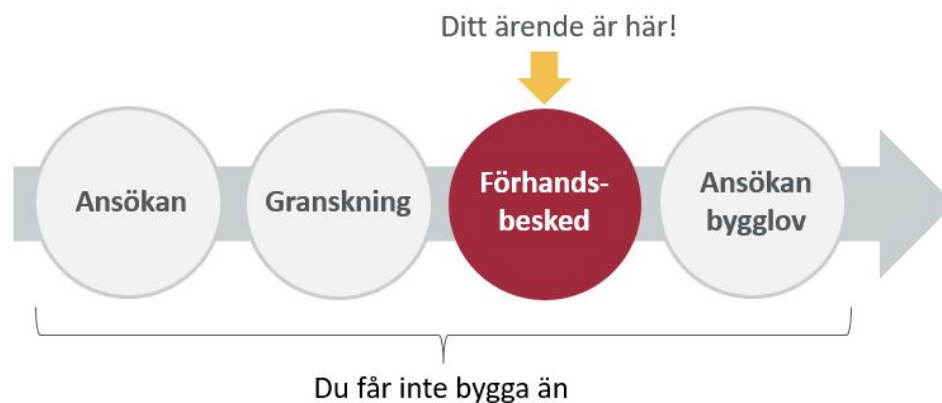 Ditt ärende är här!
Ansökan
Granskning
Förhands-
besked
Ansökan
bygglov
Du får inte bygga än